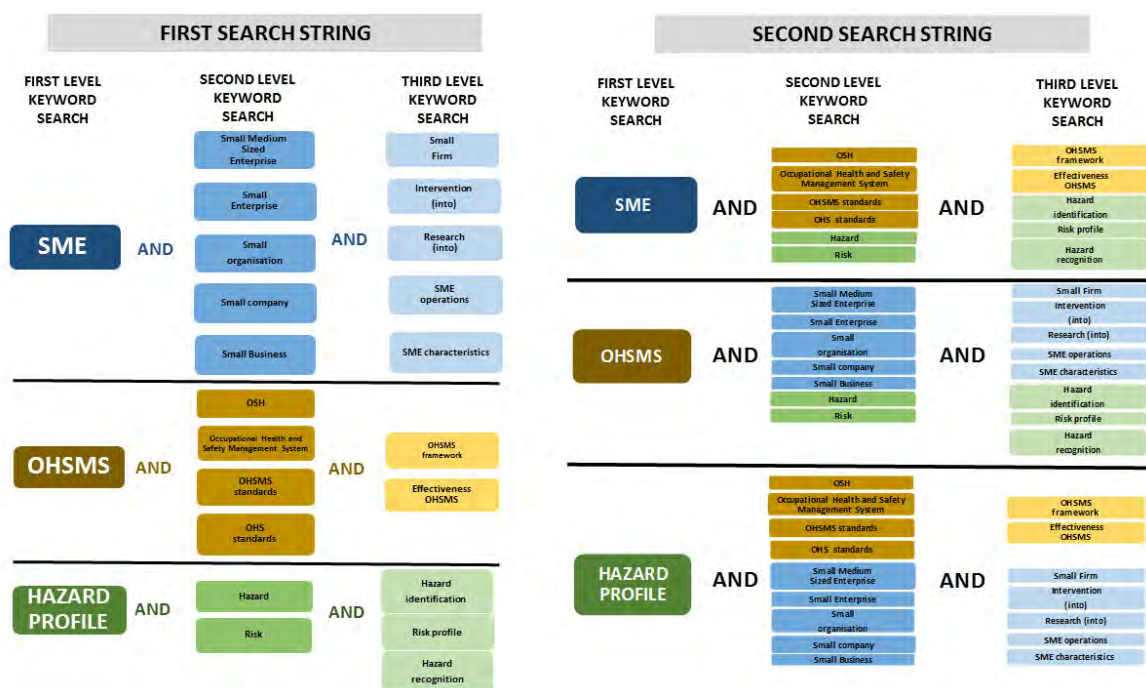 FIRST SEARCH STRING
FIRST LEVEL
KEYWORD
SEARCH
SECOND LEVEL
KEYWORD
SEARCH
THIRD LEVEL
KEYWORD
SEARCH
SME
AND
Small Medium
Sized
Enterprise
Small
Enterprise
Small
organisation
Small company
Small Business
AND
Small
Firm
Intervention
(into)
Research
(into)
SME
operations
SME characteristics
OHSMS
AND
OSH
Occupational Health and
Safety Management System
OHSMS
standards
OHS
standards
AND
OHSMS
framework
Effectiveness
OHSMS
HAZARD
PROFILE
AND
Hazard
Risk
AND
Hazard
identification
Risk profile
Hazard
recognition
SECOND SEARCH STRING
FIRST LEVEL
KEYWORD
SEARCH
SECOND LEVEL
KEYWORD
SEARCH
THIRD LEVEL
KEYWORD
SEARCH
SME
AND
OSH
Occupational Health and Safety
Management System
OHSMS standards
OHS standards
Hazard
Risk
AND
OHSMS
framework
Effectiveness
OHSMS
Hazard
identification
Risk profile
Hazard
recognition
OHSMS
AND
Small Medium
Sized Enterprise
Small Enterprise
Small
organisation
Small company
Small Business
Hazard
Risk
AND
Small Firm
Intervention
(into)
Research (into)
SME operations
SME characteristics
Hazard
identification
Risk profile
Hazard
recognition
HAZARD
PROFILE
AND
OSH
Occupational Health and Safety
Management System
OHSMS standards
OHS standards
Small Medium
Sized Enterprise
Small Enterprise
Small
organisation
Small company
Small Business
AND
OHSMS
framework
Effectiveness
OHSMS
Small Firm
Intervention
(into)
Research (into)
SME operations
SME characteristics